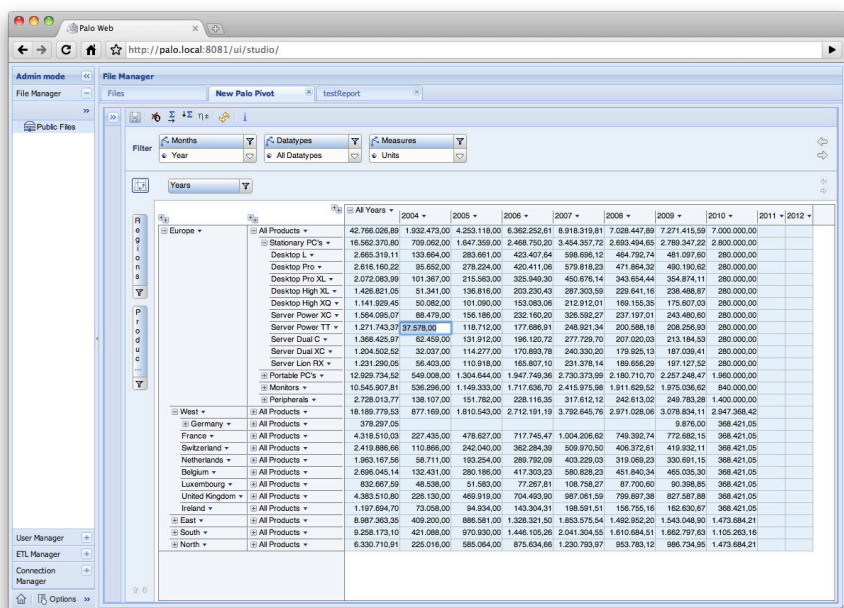 Palo Web
http://palo.local:8081/ui/studio/
Admin mode
File Manager
Public Files
User Manager
ETL Manager
Connection Manager
Options
File Manager
Files New Palo Pivot testReport
Filter
Months Datatypes Measures
Year All Datatypes Units
Years
Regions
Produc...
All Years 2004 2005 2006 2007 2008 2009 2010 2011 2012
Europe All Products 42.766.026,89 1.932.473,00 4.253.118,00 6.362.252,61 8.918.319,81 7.028.447,89 7.271.415,59 7.000.000,00
Stationary PC's 16.562.370,80 709.062,00 1.647.359,00 2.468.750,20 3.454.357,72 2.693.494,65 2.789.347,22 2.800.000,00
Desktop L 2.665.319,11 133.664,00 283.661,00 423.407,64 598.696,12 464.792,74 481.097,60 280.000,00
Desktop Pro 2.616.160,22 95.652,00 278.224,00 420.411,06 579.818,23 471.864,32 490.190,62 280.000,00
Desktop Pro XL 2.072.083,99 101.367,00 215.563,00 325.949,30 450.676,14 343.654,44 354.874,11 280.000,00
Desktop High XL 1.426.821,05 51.341,00 136.816,00 203.230,43 287.303,59 229.641,16 238.488,87 280.000,00
Desktop High XQ 1.141.929,45 50.082,00 101.090,00 153.083,06 212.912,01 169.155,35 175.607,03 280.000,00
Server Power XC 1.564.095,07 88.479,00 156.186,00 232.160,20 326.592,27 237.197,01 243.480,60 280.000,00
Server Power TT 1.271.743,37 37.578,00 118.712,00 177.686,91 248.921,34 200.588,18 208.256,93 280.000,00
Server Dual C 1.368.425,97 62.459,00 131.912,00 196.120,72 277.729,70 207.020,03 213.184,53 280.000,00
Server Dual XC 1.204.502,52 32.037,00 114.277,00 170.893,78 240.330,20 179.925,13 187.039,41 280.000,00
Server Lion RX 1.231.290,05 56.403,00 110.918,00 165.807,10 231.378,14 189.656,29 197.127,52 280.000,00
Portable PC's 12.929.734,52 549.008,00 1.304.644,00 1.947.749,36 2.730.373,99 2.180.710,70 2.257.248,47 1.960.000,00
Monitors 10.545.907,81 536.296,00 1.149.333,00 1.717.636,70 2.415.975,98 1.911.629,52 1.975.036,62 840.000,00
Peripherals 2.728.013,77 138.107,00 151.782,00 228.116,35 317.612,12 242.613,02 249.783,28 1.400.000,00
West All Products 18.189.779,53 877.169,00 1.810.543,00 2.712.191,19 3.792.645,76 2.971.028,06 3.078.834,11 2.947.368,42
Germany All Products 378.297,05 9.876,00 368.421,05
France All Products 4.318.510,03 227.435,00 478.627,00 717.745,47 1.004.206,62 749.392,74 772.682,15 368.421,05
Switzerland All Products 2.419.886,66 110.866,00 242.040,00 362.284,39 509.970,50 406.372,61 419.932,11 368.421,05
Netherlands All Products 1.963.167,56 58.711,00 193.254,00 289.792,09 403.229,03 319.069,23 330.691,15 368.421,05
Belgium All Products 2.696.045,14 132.431,00 280.186,00 417.303,23 580.828,23 451.840,34 465.035,30 368.421,05
Luxembourg All Products 832.667,59 48.538,00 51.583,00 77.267,81 108.758,27 87.700,60 90.398,85 368.421,05
United Kingdom All Products 4.383.510,80 226.130,00 469.919,00 704.493,90 987.061,59 799.897,38 827.587,88 368.421,05
Ireland All Products 1.197.694,70 73.058,00 94.934,00 143.304,31 198.591,51 156.755,16 162.630,67 368.421,05
East All Products 8.987.363,35 409.200,00 886.581,00 1.328.321,50 1.853.575,54 1.492.952,20 1.543.048,90 1.473.684,21
South All Products 9.258.173,10 421.088,00 970.930,00 1.446.105,26 2.041.304,55 1.610.684,51 1.662.797,63 1.105.263,16
North All Products 6.330.710,91 225.016,00 585.064,00 875.634,66 1.230.793,97 953.783,12 986.734,95 1.473.684,21